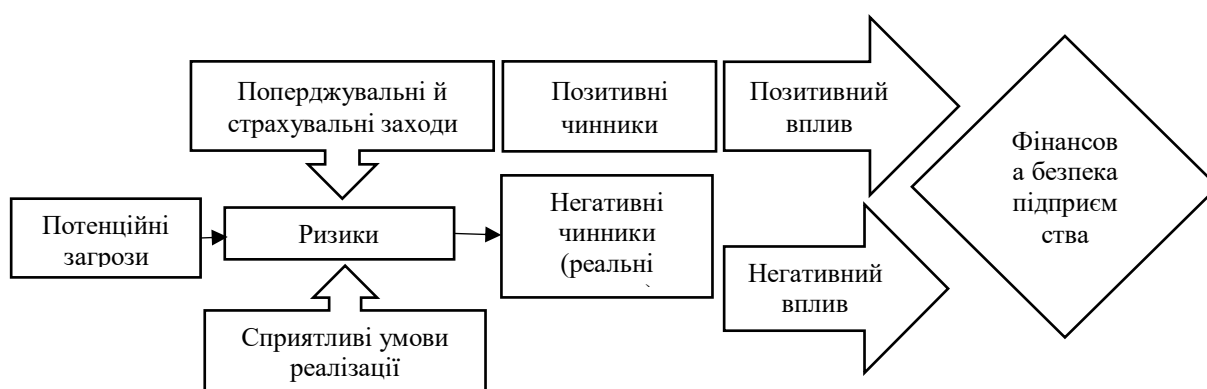 Поперджувальні й
страхувальні заходи
Позитивні
чинники
Позитивний
вплив
Фінансов
а безпека
підприєм
ства
Потенційні
загрози
Ризики
Негативні
чинники
(реальні
Негативний
вплив
Сприятливі умови
реалізації